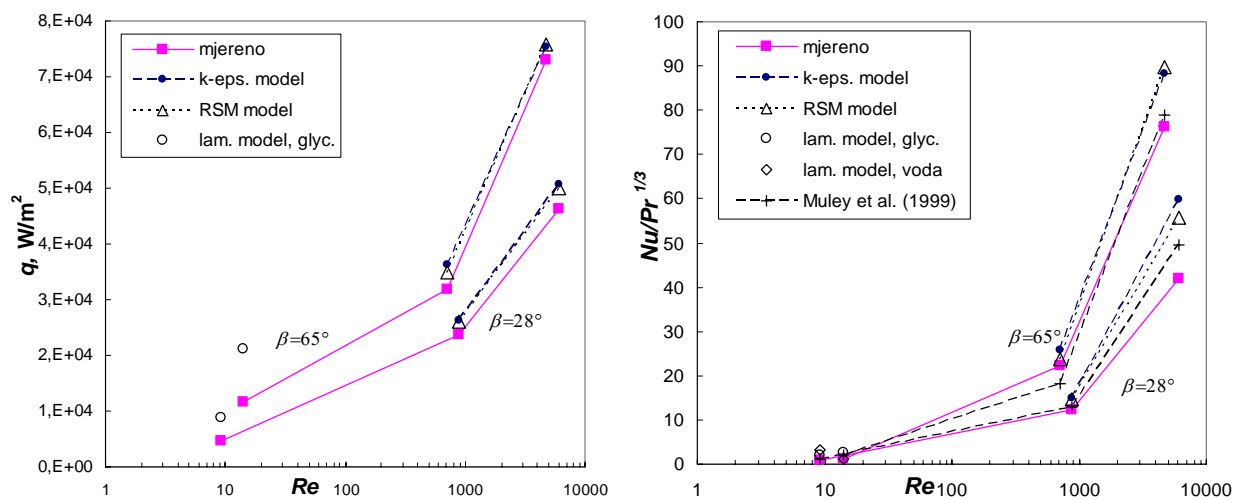 q, W/m²
8,E+04
7,E+04
6,E+04
5,E+04
4,E+04
3,E+04
2,E+04
1,E+04
0,E+00
mjereno
k-eps. model
RSM model
lam. model, glyc.
β=65°
β=28°
1
10
100
1000
10000
Re
Nu/Pr 1/3
100
90
80
70
60
50
40
30
20
10
0
mjereno
k-eps. model
RSM model
lam. model, glyc.
lam. model, voda
Muley et al. (1999)
β=65°
β=28°
1
10
100
1000
10000
Re